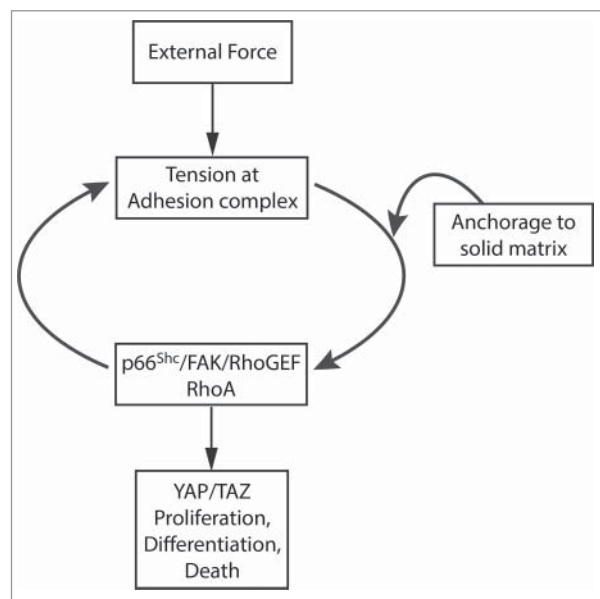 External Force
Tension at
Adhesion complex
Anchorage to
solid matrix
p66Shc/FAK/RhoGEF
RhoA
YAP/TAZ
Proliferation,
Differentiation,
Death